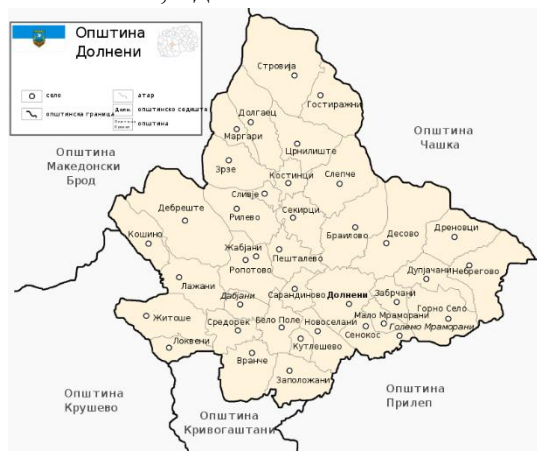 Општина
Долнени
село
атар
општинска граница
општинско седиште
општина
Стровија
Гостиражни
Долгаец
Маргари
Црнилиште
ОПШТИНА
ЧАШКА
ОПШТИНА
МАКЕДОНСКИ
БРОД
Зрзе
Костинци
Слепче
Сливје
Дебреште
Рилево
Секирци
Кошино
Браилово
Десово
Дреновци
Жабјани
Ропотово
Пешталево
Дупјачани
Небрегово
Лажани
Дабјани
Сарандиново
Долнени
Забрчани
Житоше
Средорек
Бело Поле
Новоселани
Мало Мраморани
Горно Село
Големо Мраморани
Сенокос
Локвени
Кутлешево
Вранче
Заположани
ОПШТИНА
КРУШЕВО
ОПШТИНА
КРИВОГАШТАНИ
ОПШТИНА
ПРИЛЕП